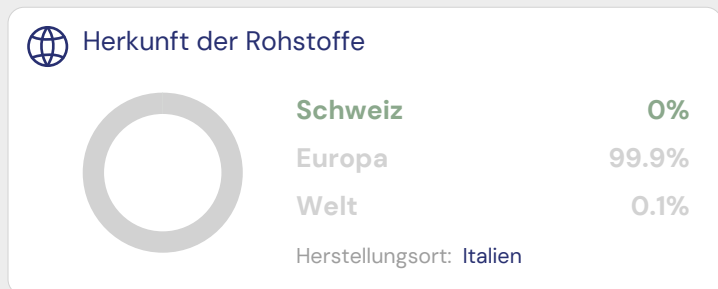 Herkunft der Rohstoffe
Schweiz 0%
Europa 99.9%
Welt 0.1%
Herstellungsort: Italien